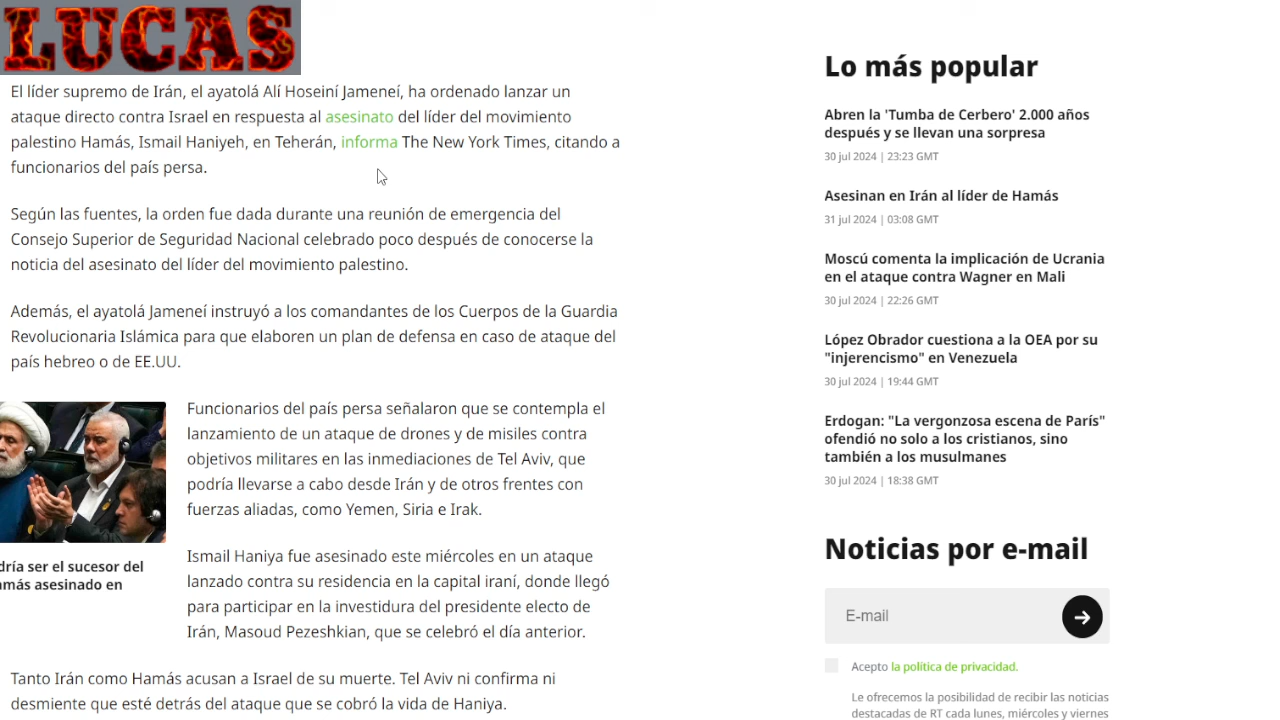 LUCAS
El líder supremo de Irán, el ayatolá Alí Hoseiní Jameneí, ha ordenado lanzar un
ataque directo contra Israel en respuesta al asesinato del líder del movimiento
palestino Hamás, Ismail Haniyeh, en Teherán, informa The New York Times, citando a
funcionarios del país persa.
Según las fuentes, la orden fue dada durante una reunión de emergencia del
Consejo Superior de Seguridad Nacional celebrado poco después de conocerse la
noticia del asesinato del líder del movimiento palestino.
Además, el ayatolá Jameneí instruyó a los comandantes de los Cuerpos de la Guardia
Revolucionaria Islámica para que elaboren un plan de defensa en caso de ataque del
país hebreo o de EE.UU.
Funcionarios del país persa señalaron que se contempla el
lanzamiento de un ataque de drones y de misiles contra
objetivos militares en las inmediaciones de Tel Aviv, que
podría llevarse a cabo desde Irán y de otros frentes con
fuerzas aliadas, como Yemen, Siria e Irak.
dría ser el sucesor del
más asesinado en
Ismail Haniya fue asesinado este miércoles en un ataque
lanzado contra su residencia en la capital iraní, donde llegó
para participar en la investidura del presidente electo de
Irán, Masoud Pezeshkian, que se celebró el día anterior.
Tanto Irán como Hamás acusan a Israel de su muerte. Tel Aviv ni confirma ni
desmiente que esté detrás del ataque que se cobró la vida de Haniya.
Lo más popular
Abren la 'Tumba de Cerbero' 2.000 años
después y se llevan una sorpresa
30 jul 2024 | 23:23 GMT
Asesinan en Irán al líder de Hamás
31 jul 2024 | 03:08 GMT
Moscú comenta la implicación de Ucrania
en el ataque contra Wagner en Mali
30 jul 2024 | 22:26 GMT
López Obrador cuestiona a la OEA por su
"injerencismo" en Venezuela
30 jul 2024 | 19:44 GMT
Erdogan: "La vergonzosa escena de París"
ofendió no solo a los cristianos, sino
también a los musulmanes
30 jul 2024 | 18:38 GMT
Noticias por e-mail
E-mail
Acepto la política de privacidad.
Le ofrecemos la posibilidad de recibir las noticias
destacadas de RT cada lunes, miércoles y viernes